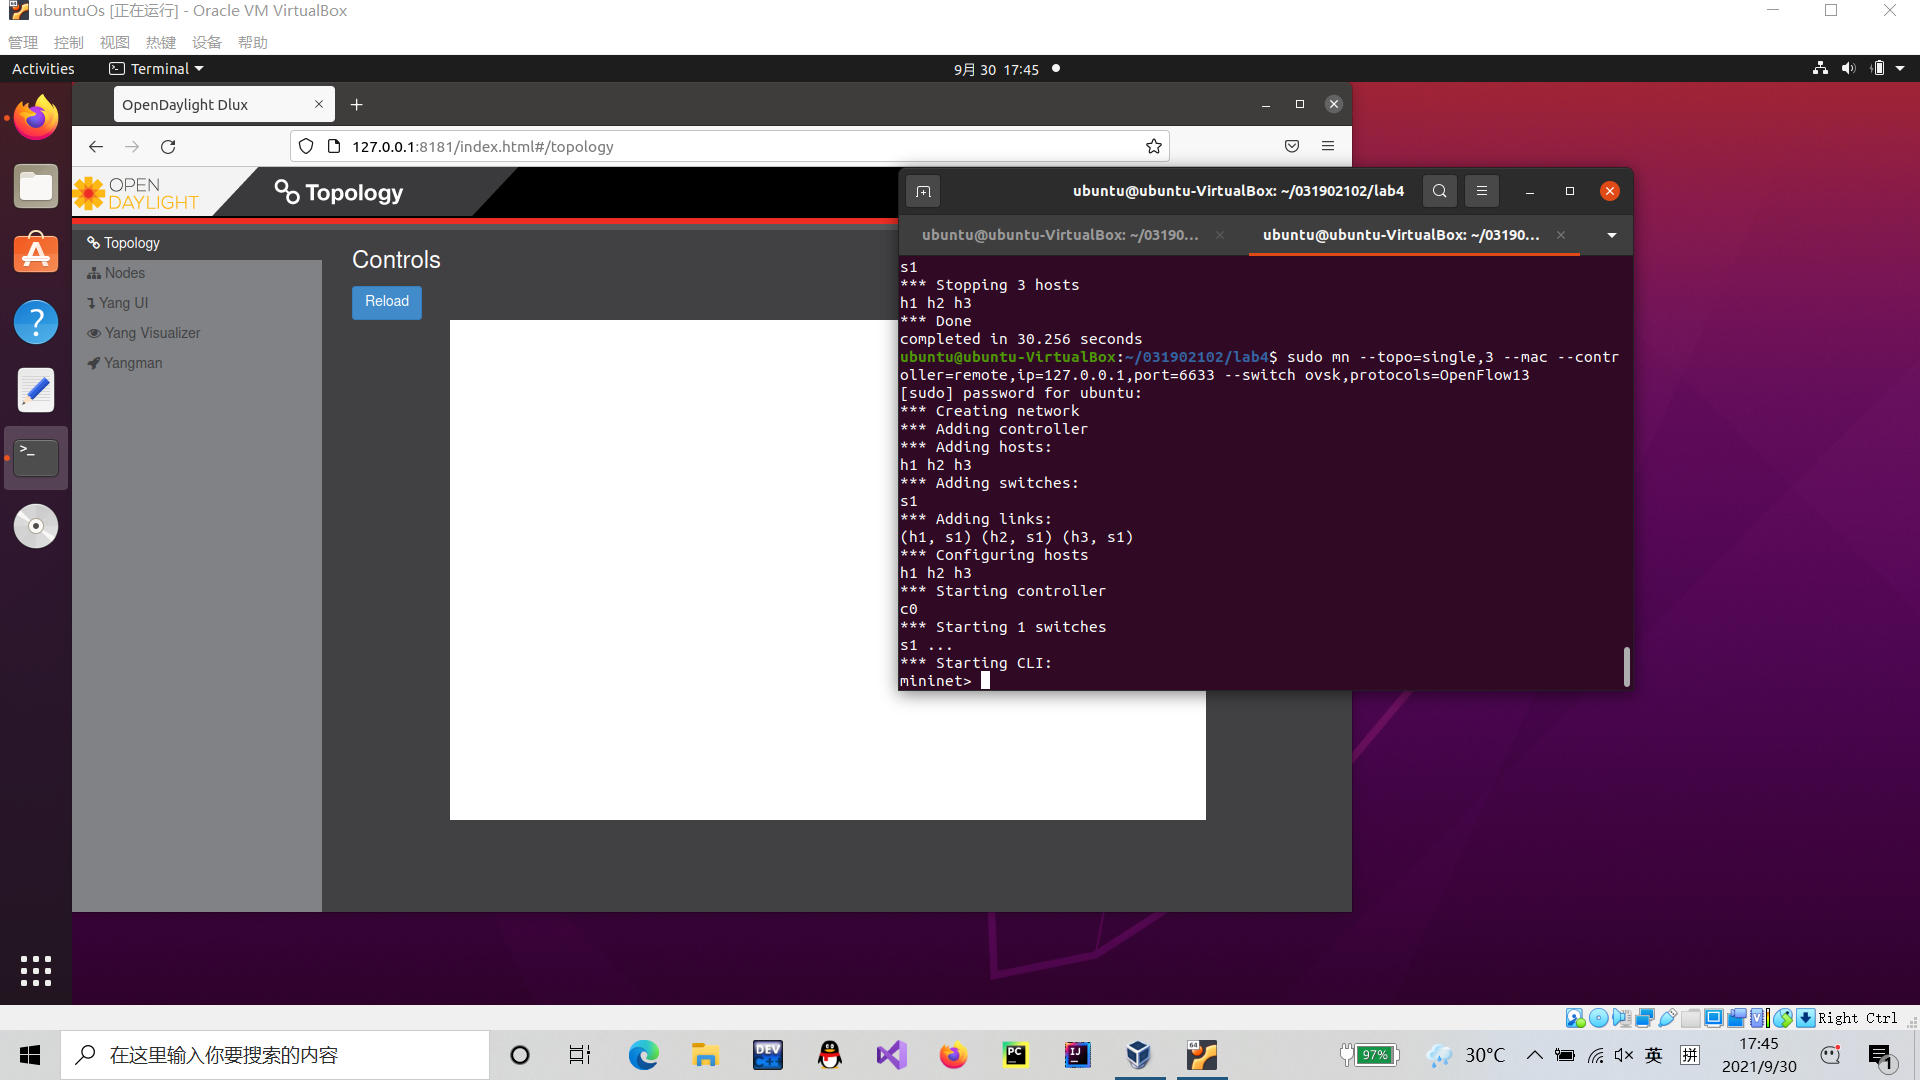 ubuntuOs [正在运行] - Oracle VM VirtualBox
管理 控制 视图 热键 设备 帮助
Activities Terminal 9月 30 17:45
OpenDaylight Dlux
127.0.0.1:8181/index.html#/topology
OPEN DAYLIGHT
Topology
Topology
Nodes
Yang UI
Yang Visualizer
Yangman
Controls
Reload
ubuntu@ubuntu-VirtualBox: ~/031902102/lab4
ubuntu@ubuntu-VirtualBox: ~/03190... ubuntu@ubuntu-VirtualBox: ~/03190...
s1
*** Stopping 3 hosts
h1 h2 h3
*** Done
completed in 30.256 seconds
ubuntu@ubuntu-VirtualBox:~/031902102/lab4$ sudo mn --topo=single,3 --mac --contr
oller=remote,ip=127.0.0.1,port=6633 --switch ovsk,protocols=OpenFlow13
[sudo] password for ubuntu:
*** Creating network
*** Adding controller
*** Adding hosts:
h1 h2 h3
*** Adding switches:
s1
*** Adding links:
(h1, s1) (h2, s1) (h3, s1)
*** Configuring hosts
h1 h2 h3
*** Starting controller
c0
*** Starting 1 switches
s1 ...
*** Starting CLI:
mininet>
Right Ctrl
在这里输入你要搜索的内容
DEV C++
PC
IJ
64
97%
30°C
英
拼
17:45
2021/9/30
1